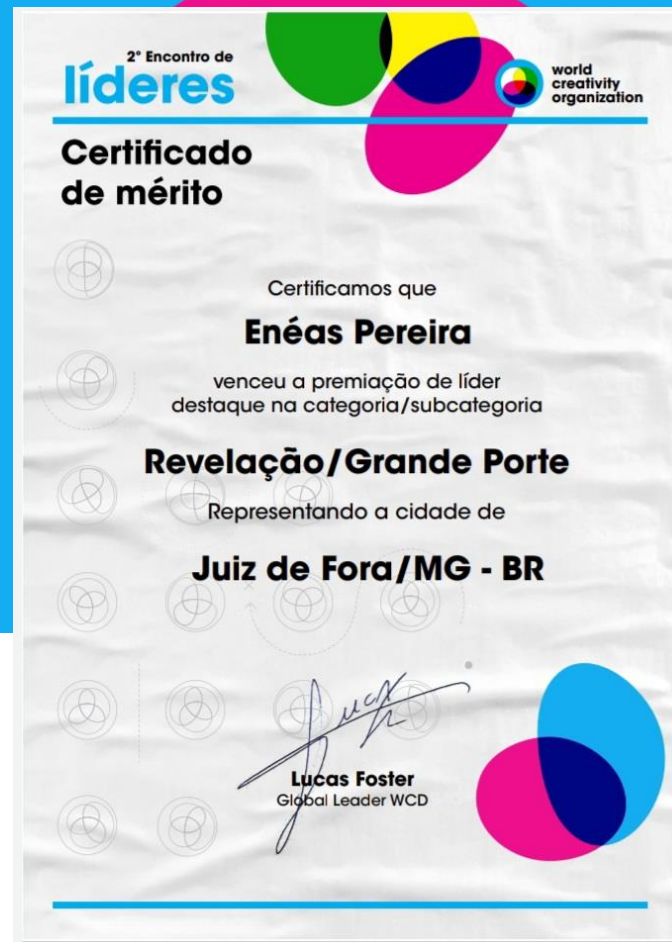 2° Encontro de
líderes
world
creativity
organization
Certificado
de mérito
Certificamos que
Enéas Pereira
venceu a premiação de líder
destaque na categoria/subcategoria
Revelação/Grande Porte
Representando a cidade de
Juiz de Fora/MG - BR
Lucas Foster
Global Leader WCD